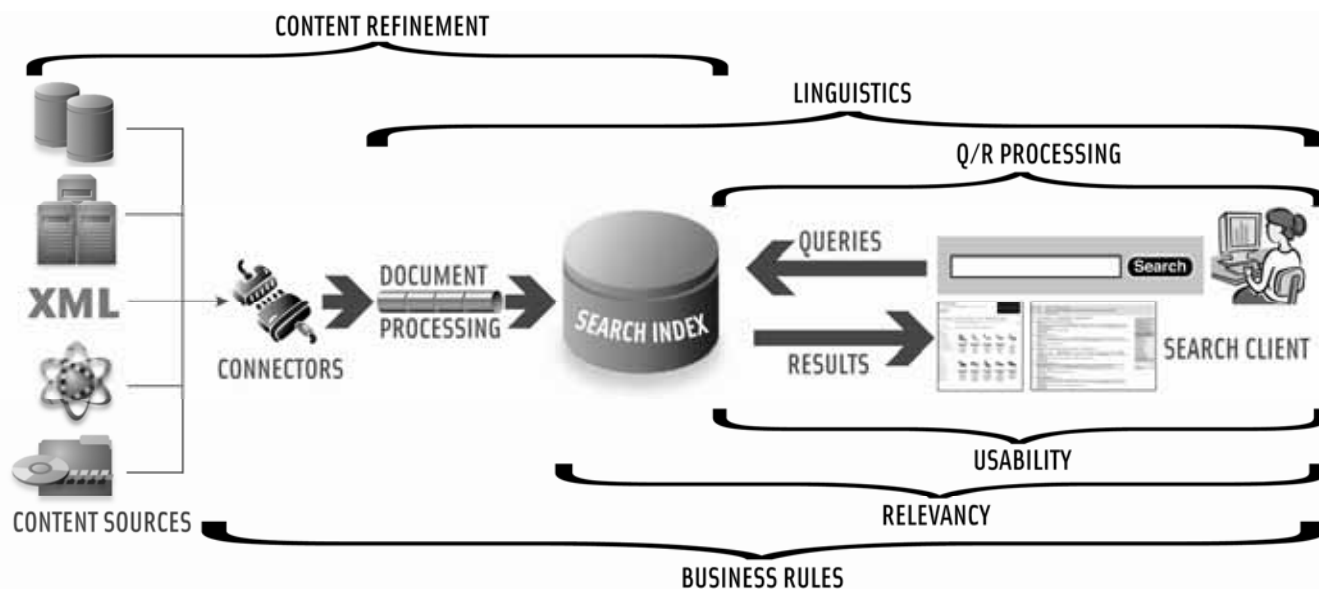 CONTENT REFINEMENT
LINGUISTICS
Q/R PROCESSING
QUERIES
Search
XML
DOCUMENT
PROCESSING
SEARCH INDEX
CONNECTORS
RESULTS
SEARCH CLIENT
USABILITY
CONTENT SOURCES
RELEVANCY
BUSINESS RULES